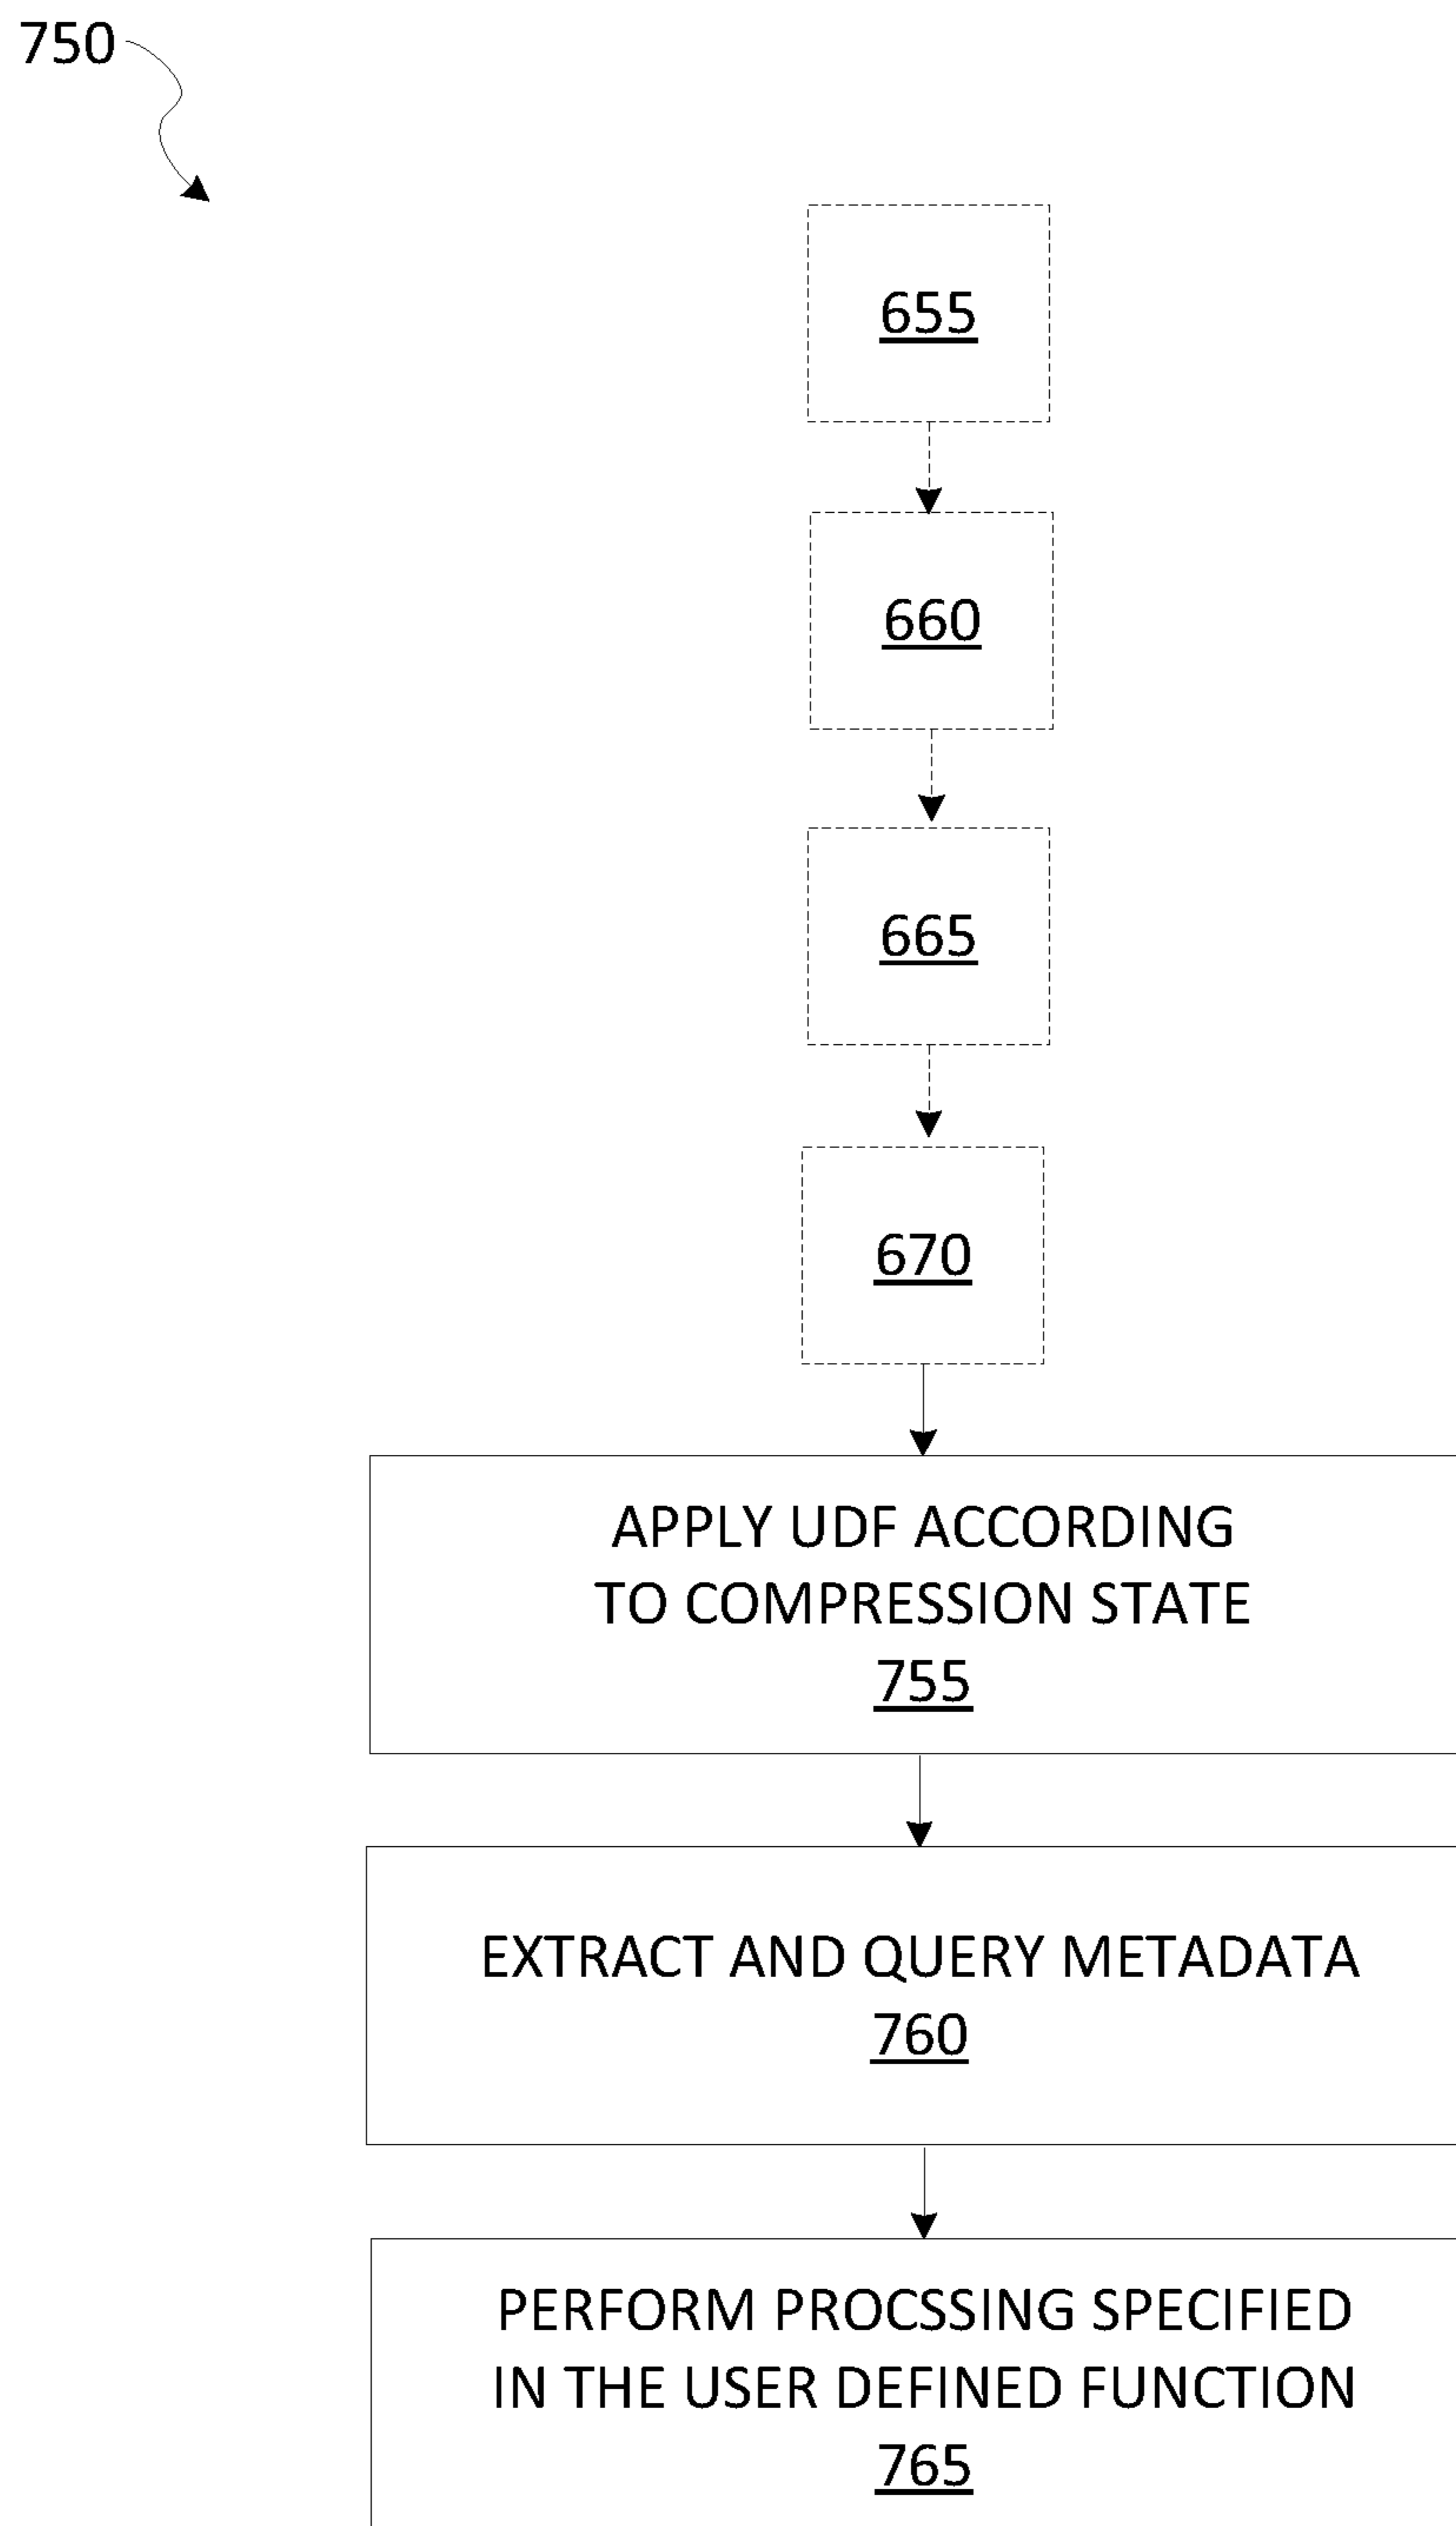 750
655
660
665
670
APPLY UDF ACCORDING
TO COMPRESSION STATE
755
EXTRACT AND QUERY METADATA
760
PERFORM PROCSSING SPECIFIED
IN THE USER DEFINED FUNCTION
765